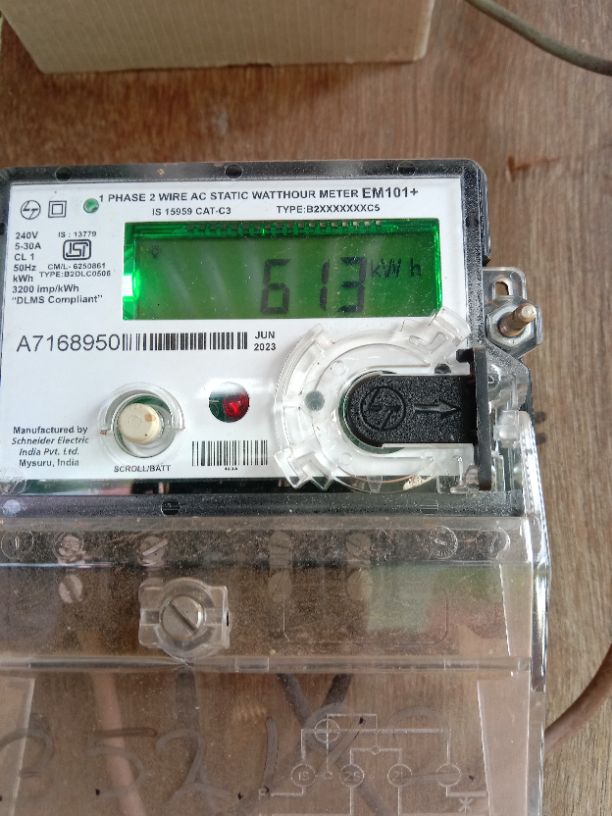 1 PHASE 2 WIRE AC STATIC WATTHOUR METER EM101+
IS 15959 CAT-C3 TYPE:B2XXXXXXXC5
240V IS : 13779
5-30A
CL 1
50Hz CM/L- 6250861
kWh TYPE:B2DLC0506
3200 imp/kWh
"DLMS Compliant"
613 kWh
A7168950
JUN
2023
Manufactured by
Schneider Electric
India Pvt. Ltd.
Mysuru, India
SCROLL/BATT